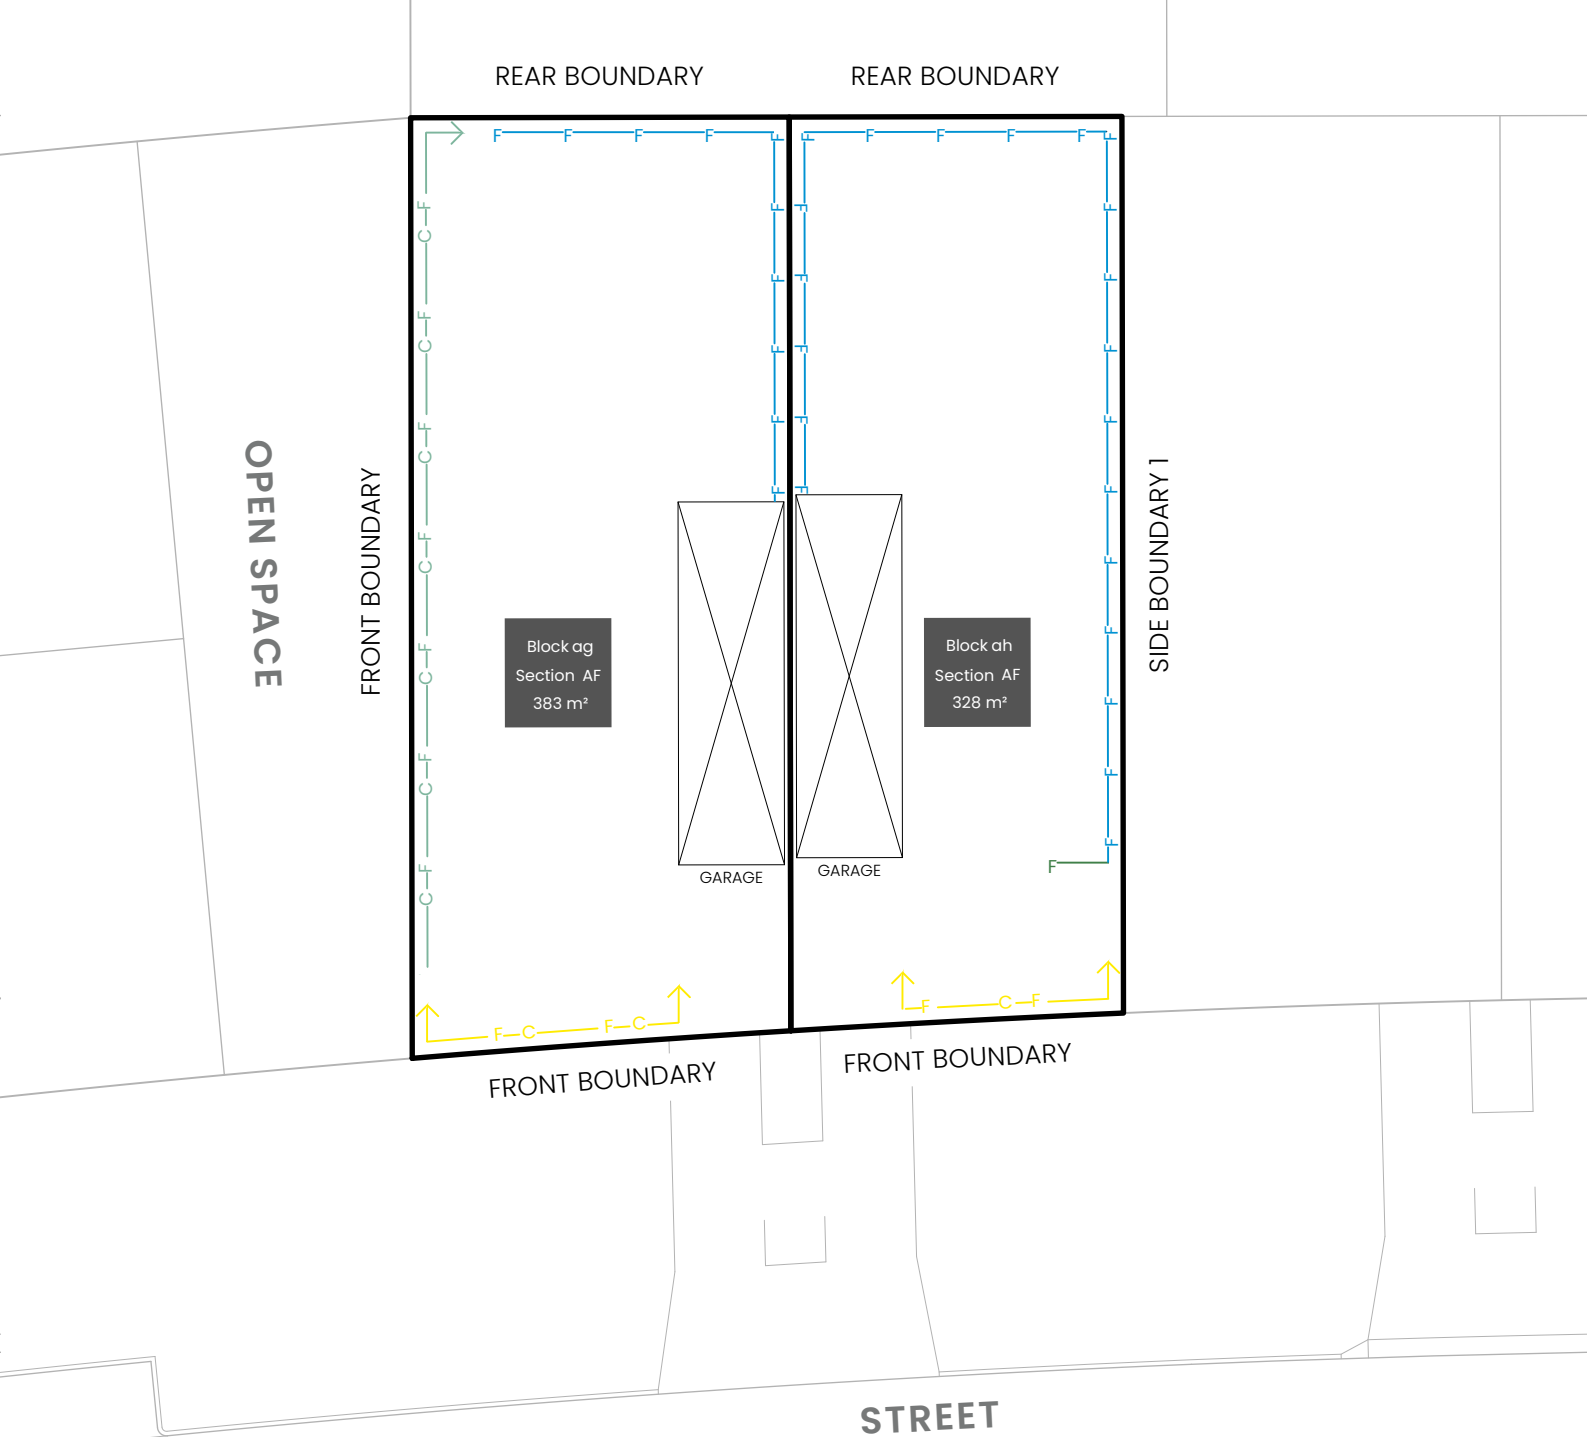 REAR BOUNDARY
REAR BOUNDARY
F F F F F
F F F F F
F F F F F
F F F F F
F F F F F F F F F F
F C
F C
F C
F C
F C
F C
F C
OPEN SPACE
FRONT BOUNDARY
SIDE BOUNDARY 1
Block ag
Section AF
383 m²
Block ah
Section AF
328 m²
GARAGE
GARAGE
F
F C F C
F C F
FRONT BOUNDARY
FRONT BOUNDARY
STREET